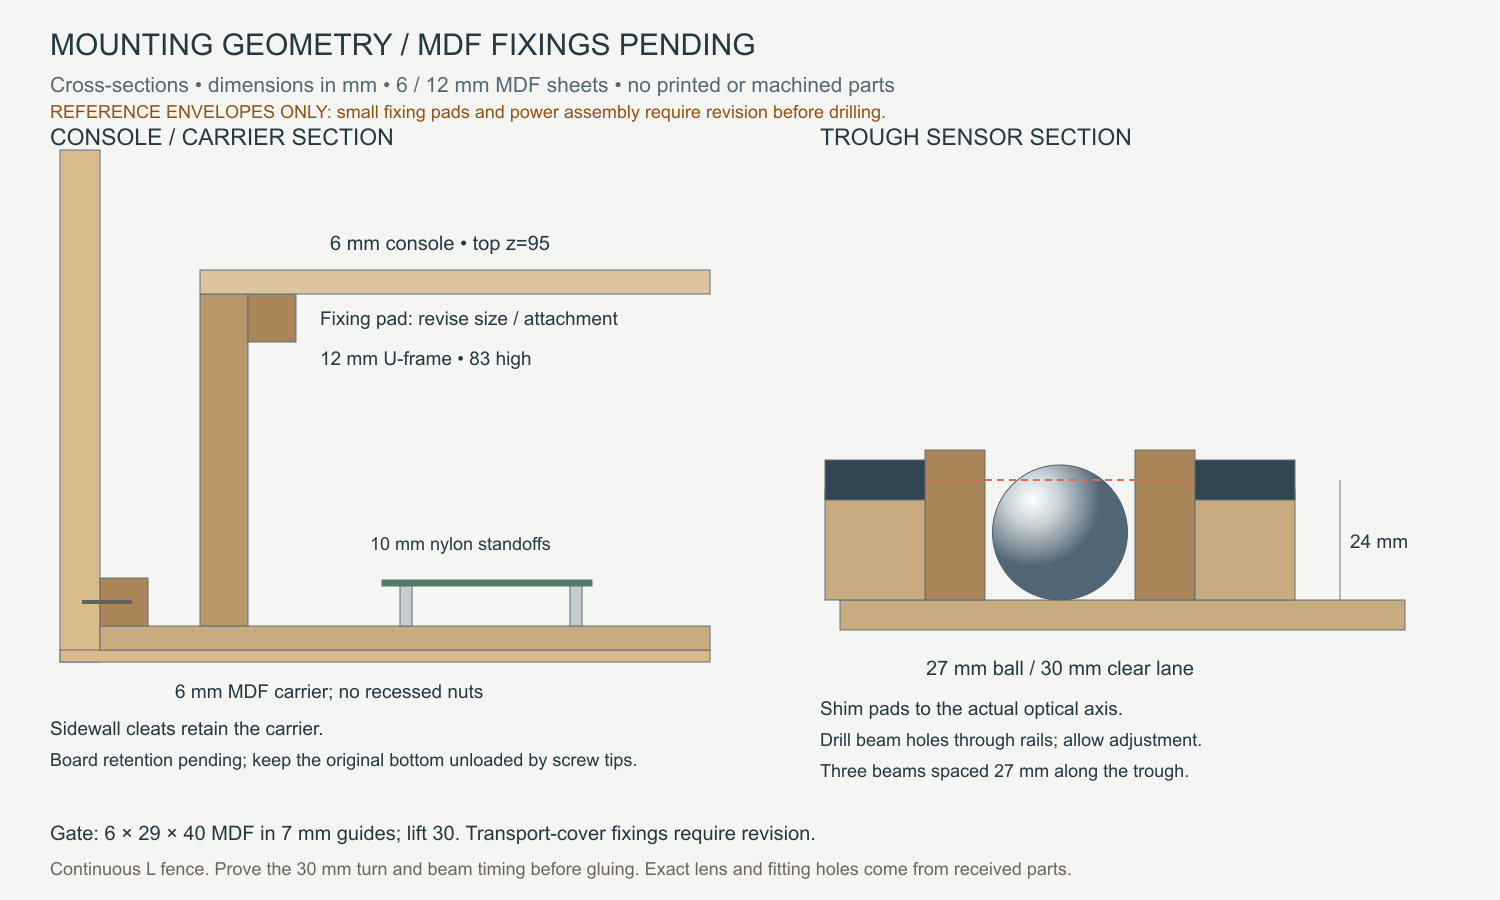 MOUNTING GEOMETRY / MDF FIXINGS PENDING
Cross-sections • dimensions in mm • 6 / 12 mm MDF sheets • no printed or machined parts
REFERENCE ENVELOPES ONLY: small fixing pads and power assembly require revision before drilling.
CONSOLE / CARRIER SECTION
6 mm console • top z=95
Fixing pad: revise size / attachment
12 mm U-frame • 83 high
10 mm nylon standoffs
6 mm MDF carrier; no recessed nuts
Sidewall cleats retain the carrier.
Board retention pending; keep the original bottom unloaded by screw tips.
TROUGH SENSOR SECTION
24 mm
27 mm ball / 30 mm clear lane
Shim pads to the actual optical axis.
Drill beam holes through rails; allow adjustment.
Three beams spaced 27 mm along the trough.
Gate: 6 × 29 × 40 MDF in 7 mm guides; lift 30. Transport-cover fixings require revision.
Continuous L fence. Prove the 30 mm turn and beam timing before gluing. Exact lens and fitting holes come from received parts.